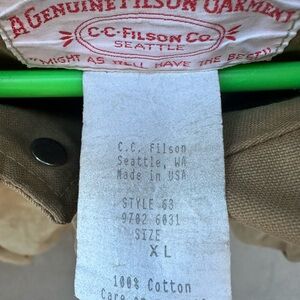 A GENUINE FILSON GARMENT
C·C·FILSON CO.
SEATTLE
"MIGHT AS WELL HAVE THE BEST"
C.C. Filson
Seattle, WA
Made in USA
STYLE 63
9702 6031
SIZE
XL
100% Cotton
Care